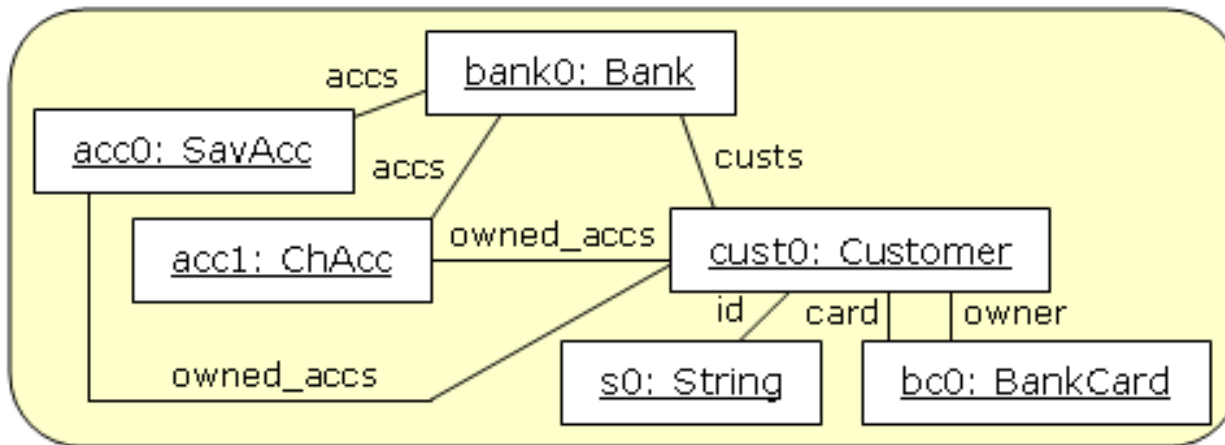 bank0: Bank
accs
acc0: SavAcc
accs
custs
acc1: ChAcc
owned_accs
cust0: Customer
id
card
owner
owned_accs
s0: String
bc0: BankCard